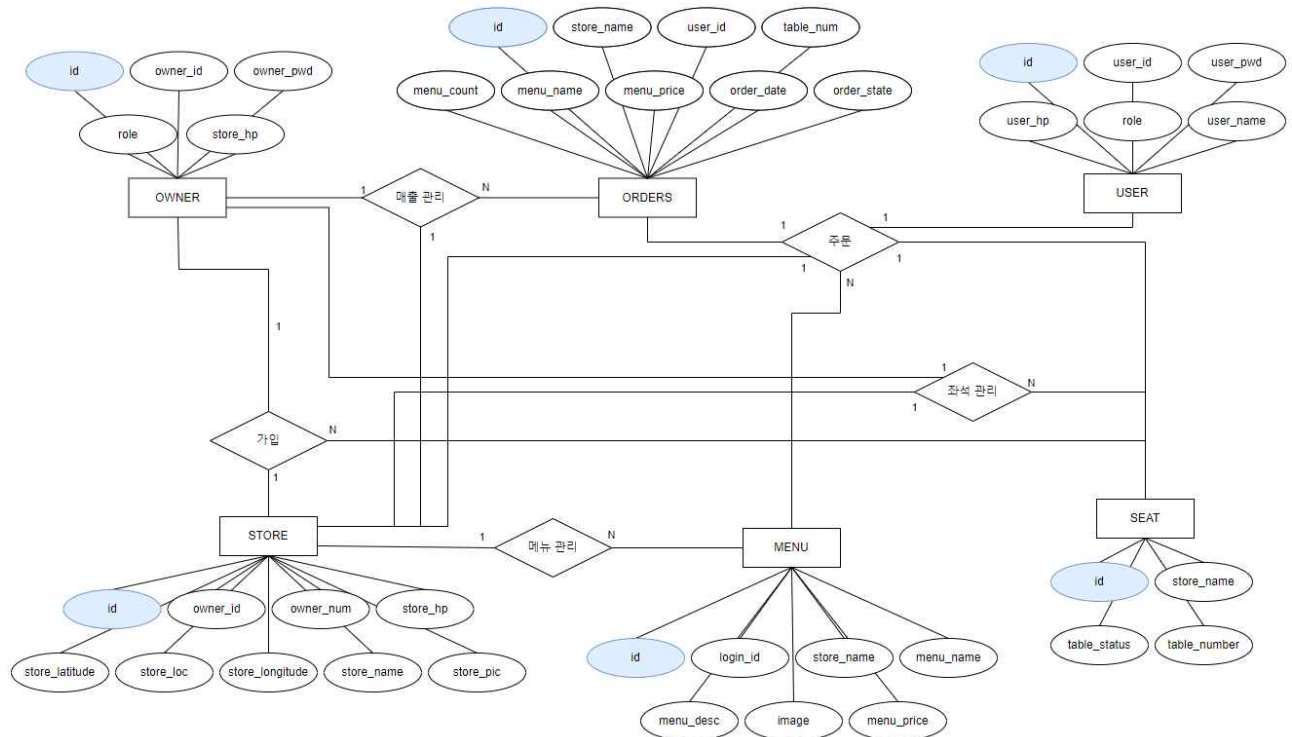 id
store_name
user_id
table_num
menu_count
menu_name
menu_price
order_date
order_state
id
owner_id
owner_pwd
role
store_hp
id
user_id
user_pwd
user_hp
role
user_name
OWNER
1
매출 관리
N
ORDERS
USER
1
1
1
주문
1
1
N
1
1
좌석 관리
N
1
가입
N
1
STORE
1
메뉴 관리
N
MENU
SEAT
id
owner_id
owner_num
store_hp
store_latitude
store_loc
store_longitude
store_name
store_pic
id
login_id
store_name
menu_name
menu_desc
image
menu_price
id
store_name
table_status
table_number